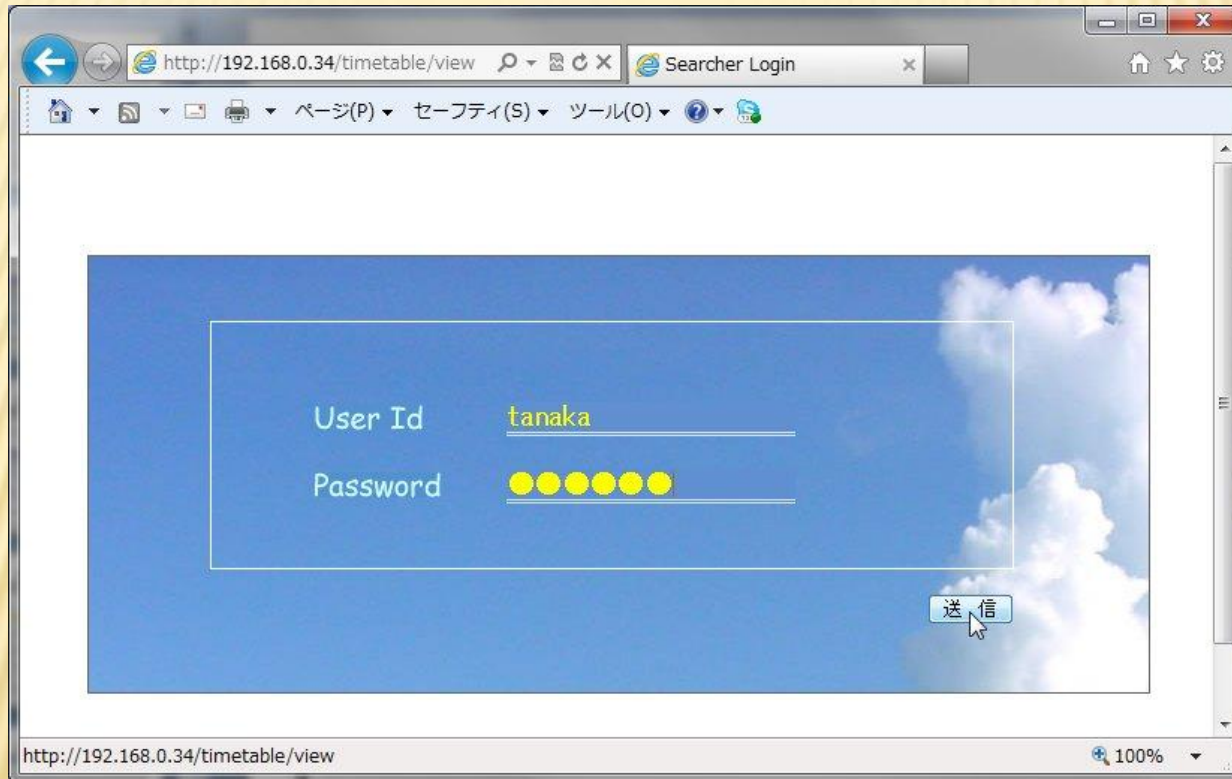 http://192.168.0.34/timetable/view
Searcher Login
ページ(P) セーフティ(S) ツール(O)
User Id tanaka
Password ●●●●●●
送 信
http://192.168.0.34/timetable/view 100%